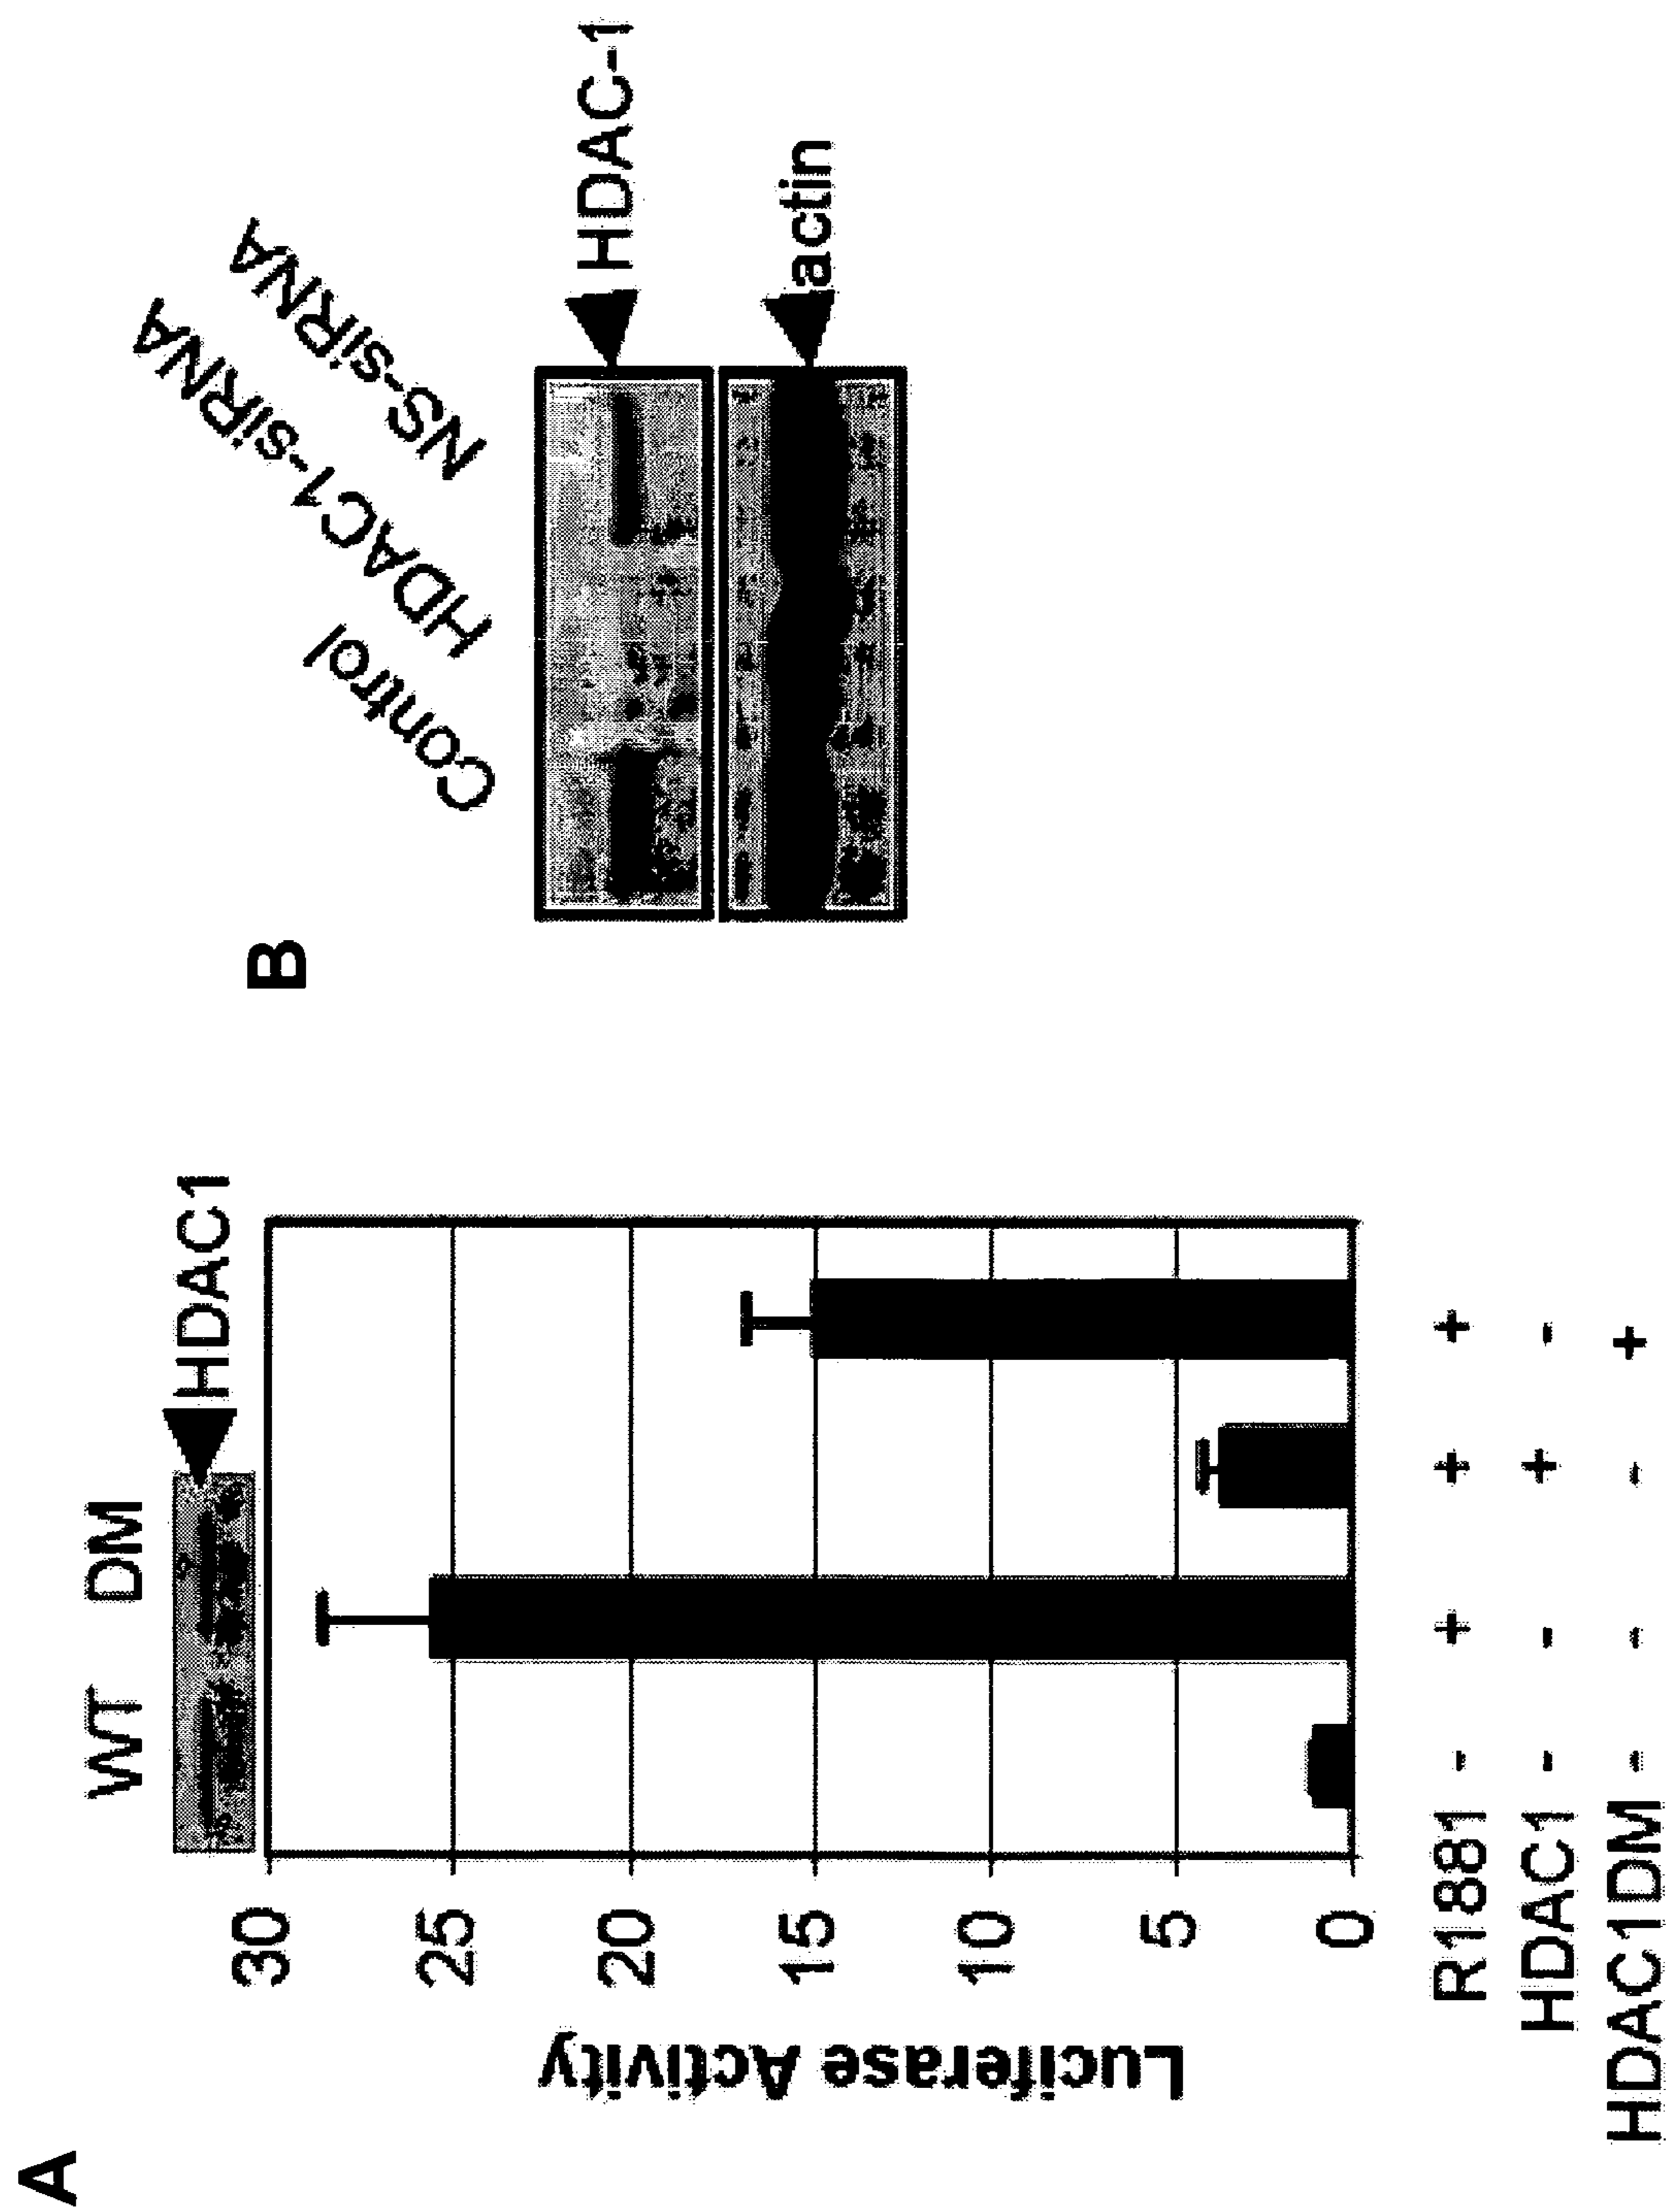 A
WT DM
HDAC1
30
25
20
15
10
5
0
Luciferase Activity
R1881 - + + +
HDAC1 - - + -
HDAC1DM - - - +
B
Control HDAC1-siRNA NS-siRNA
HDAC-1
actin